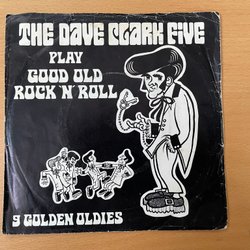 THE DAVE CLARK FIVE
PLAY
GOOD OLD
ROCK 'N' ROLL
9 GOLDEN OLDIES